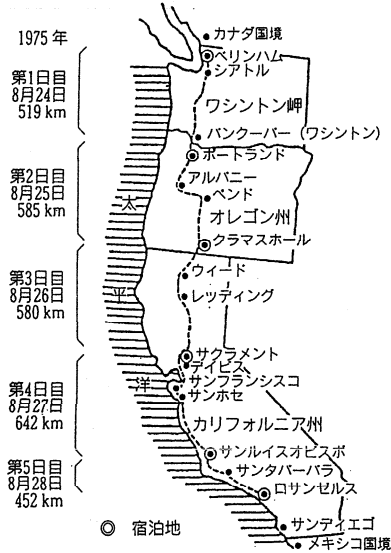 1975年
カナダ国境
ベリンハム
シアトル
第1日目
8月24日
519 km
ワシントン岬
バンクーバー(ワシントン)
ポートランド
第2日目
8月25日
585 km
アルバニー
ベンド
オレゴン州
クラマスホール
太平洋
第3日目
8月26日
580 km
ウィード
レッディング
サクラメント
デイビス
サンフランシスコ
サンホセ
第4日目
8月27日
642 km
カリフォルニア州
サンルイスオビスポ
サンタバーバラ
第5日目
8月28日
452 km
ロサンゼルス
サンディエゴ
メキシコ国境
◎ 宿泊地